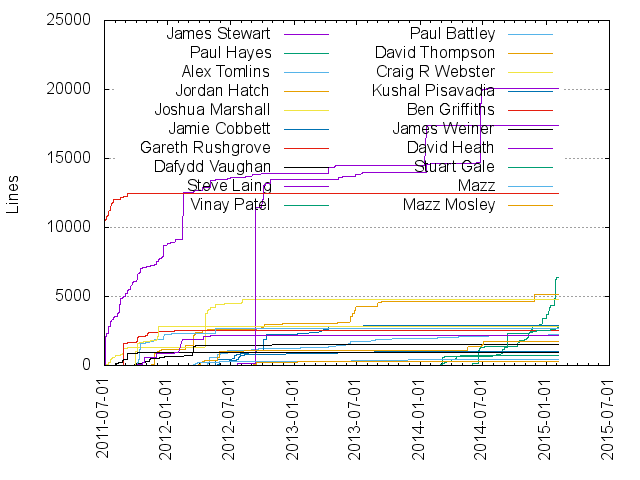 25000
20000
15000
10000
5000
0
Lines
James Stewart
Paul Hayes
Alex Tomlins
Jordan Hatch
Joshua Marshall
Jamie Cobbett
Gareth Rushgrove
Dafydd Vaughan
Steve Laing
Vinay Patel
Paul Battley
David Thompson
Craig R Webster
Kushal Pisavadia
Ben Griffiths
James Weiner
David Heath
Stuart Gale
Mazz
Mazz Mosley
2011-07-01
2012-01-01
2012-07-01
2013-01-01
2013-07-01
2014-01-01
2014-07-01
2015-01-01
2015-07-01